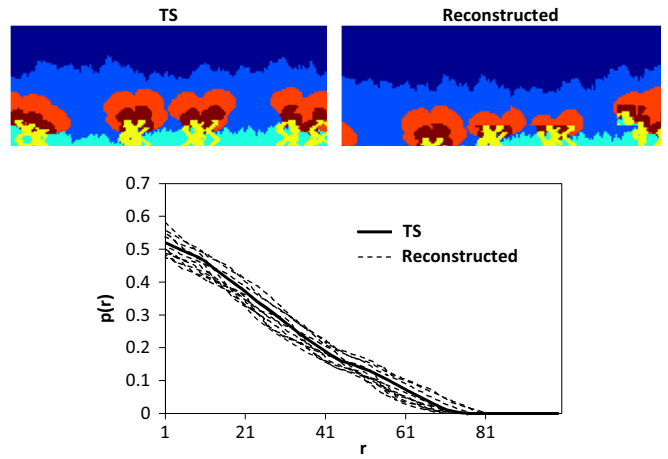 TS Reconstructed
0.7
0.6
0.5
0.4
0.3
0.2
0.1
0
p(r)
TS
Reconstructed
1 21 41 61 81
r